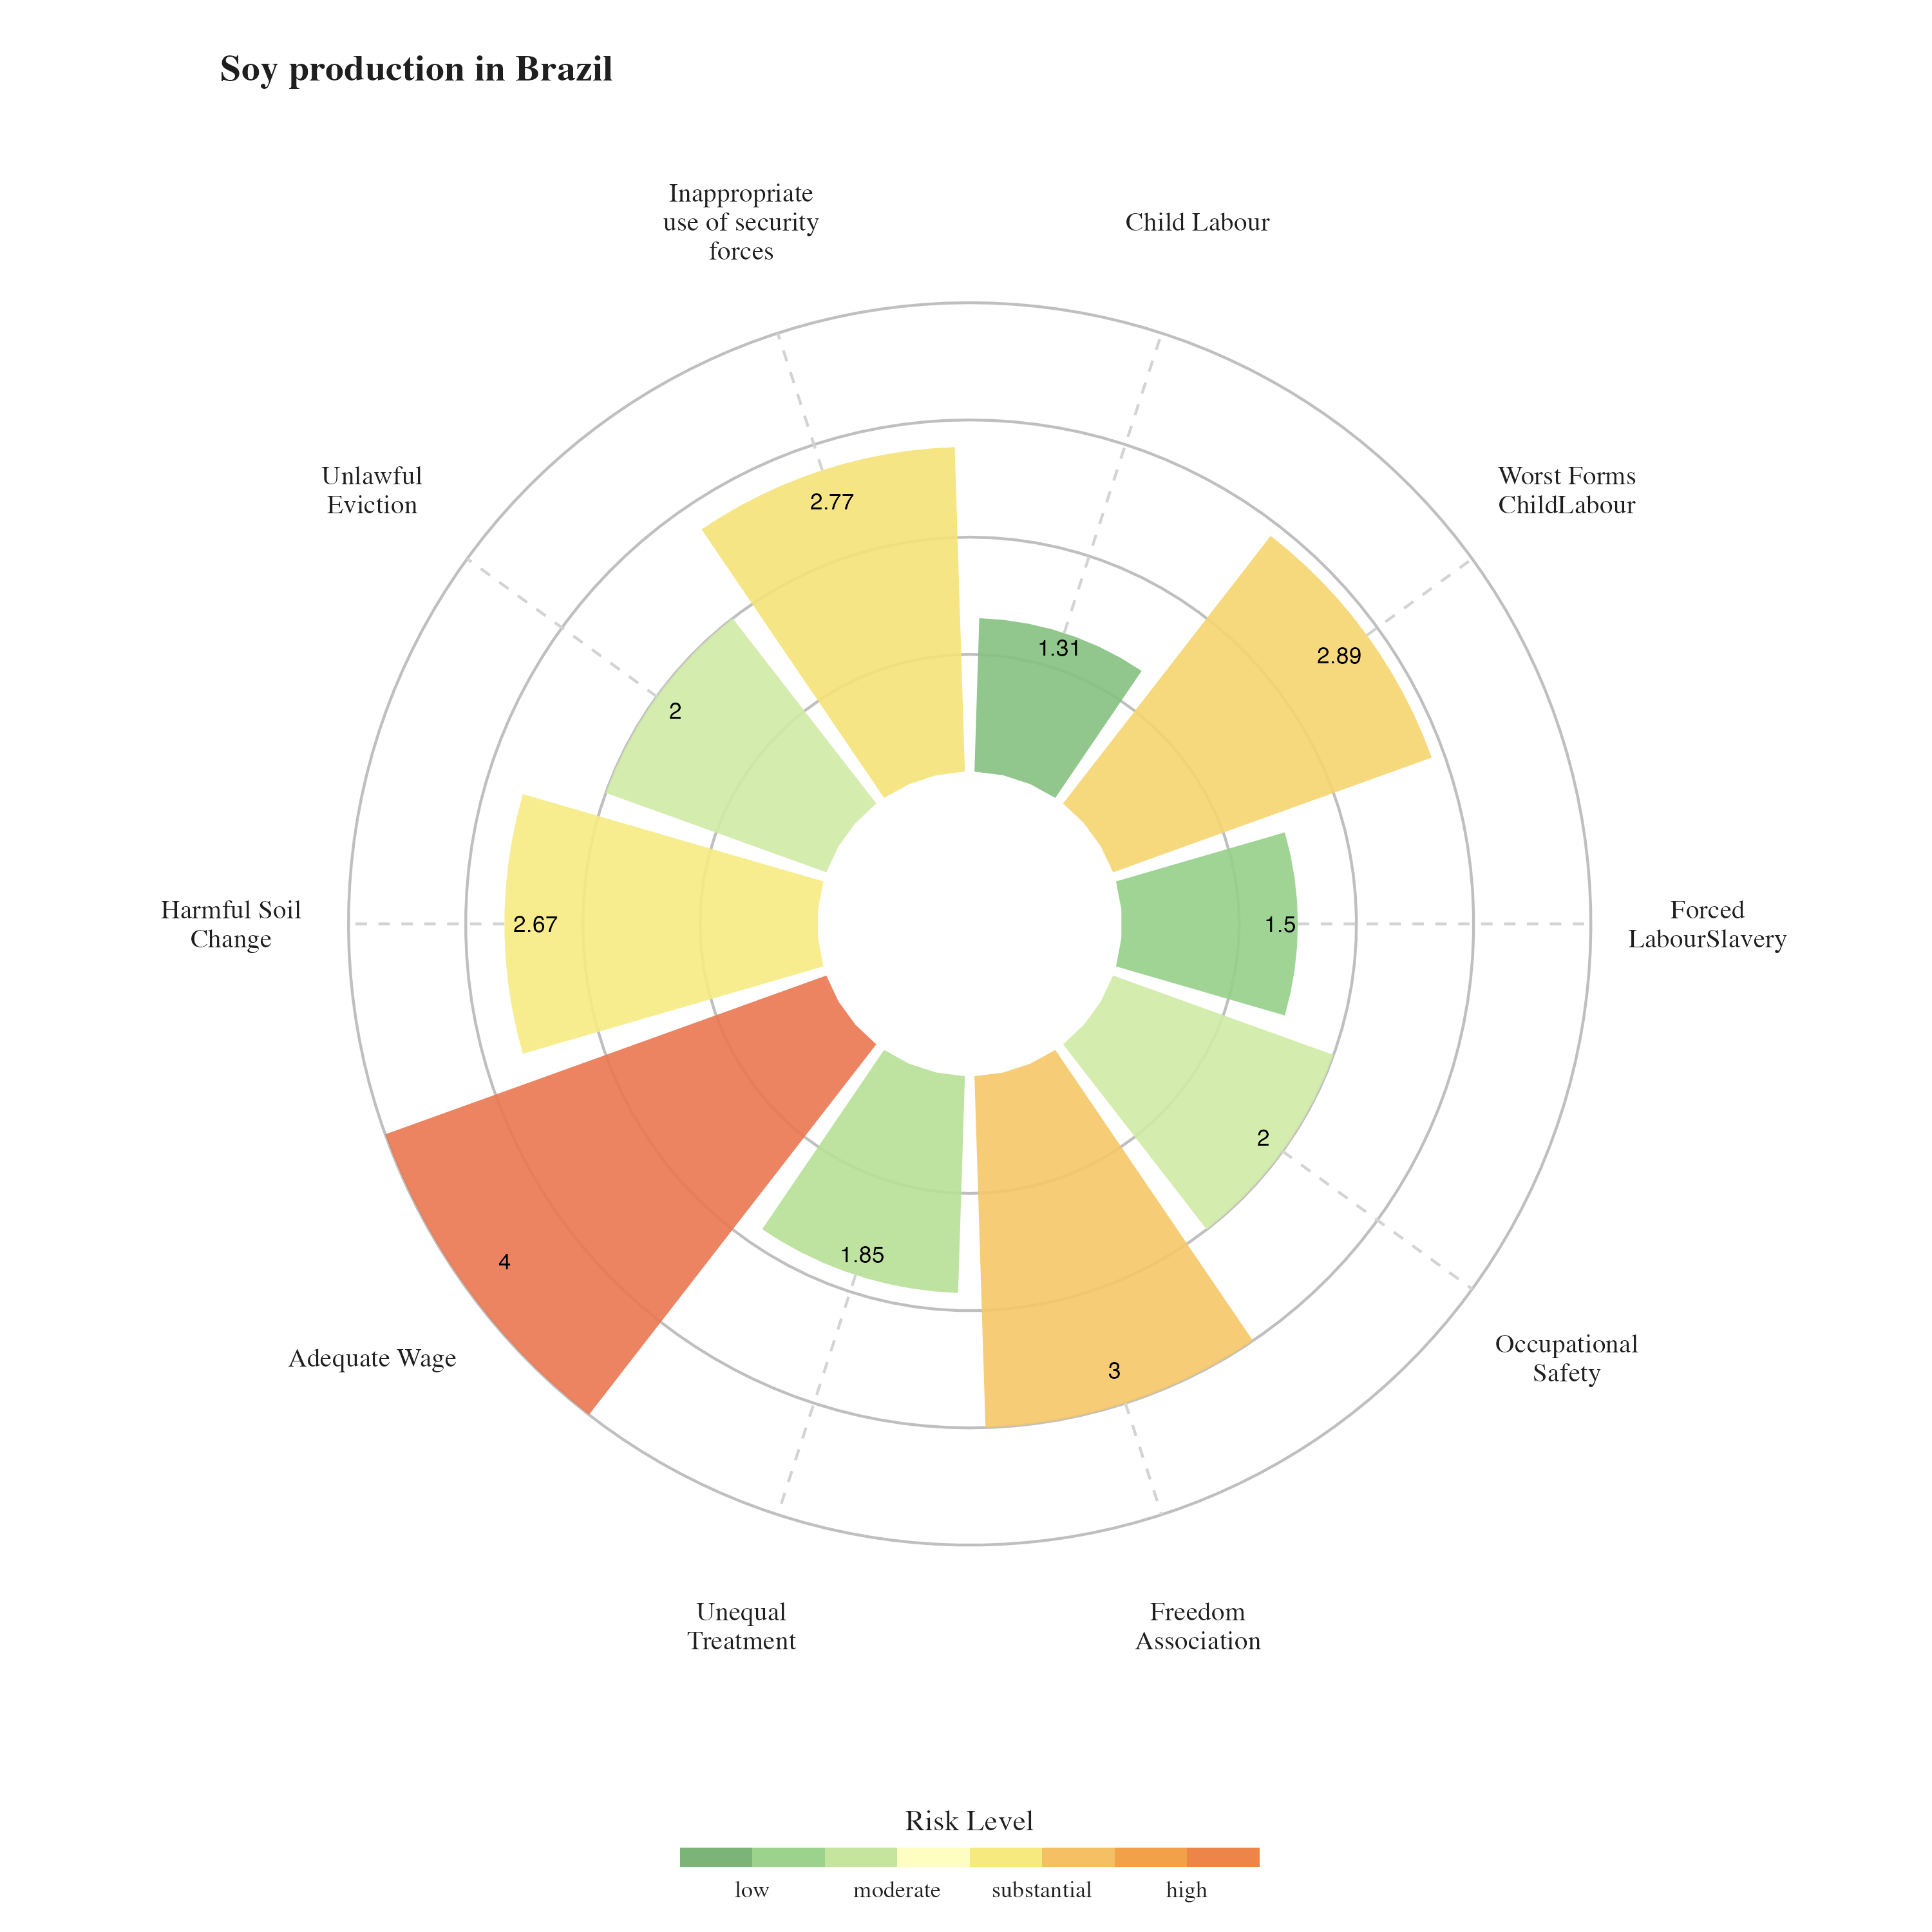 Soy production in Brazil
Inappropriate
use of security
forces
Child Labour
Unlawful
Eviction
Worst Forms
ChildLabour
2.77
1.31
2.89
2
Harmful Soil
Change
2.67
1.5
Forced
LabourSlavery
2
4
1.85
3
Adequate Wage
Occupational
Safety
Unequal
Treatment
Freedom
Association
Risk Level
low moderate substantial high